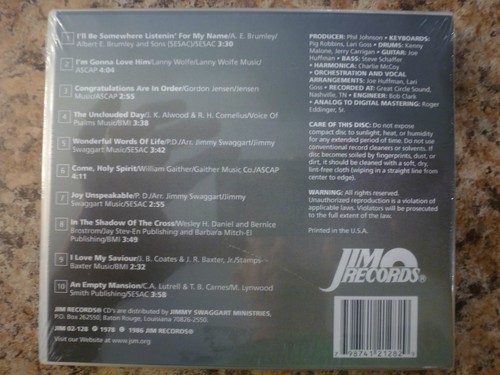 1 I'll Be Somewhere Listenin' For My Name/A. E. Brumley/
Albert E. Brumley and Sons (SESAC)/SESAC 3:30
2 I'm Gonna Love Him/Lanny Wolfe/Lanny Wolfe Music/
ASCAP 4:04
3 Congratulations Are In Order/Gordon Jensen/Jensen
Music/ASCAP 2:55
4 The Unclouded Day/J. K. Alwood & R. H. Cornelius/Voice Of
Psalms Music/BMI 3:38
5 Wonderful Words Of Life/P.D./Arr. Jimmy Swaggart/Jimmy
Swaggart Music/SESAC 3:42
6 Come, Holy Spirit/William Gaither/Gaither Music Co./ASCAP
4:11
7 Joy Unspeakable/P.D./Arr. Jimmy Swaggart/Jimmy
Swaggart Music/SESAC 2:55
8 In The Shadow Of The Cross/Wesley H. Daniel and Bernice
Brostrom/Jay Stev-En Publishing and Barbara Mitch-El
Publishing/BMI 3:49
9 I Love My Saviour/J. B. Coates & J. R. Baxter, Jr./Stamps-
Baxter Music/BMI 2:32
10 An Empty Mansion/C.A. Lutrell & T. B. Carnes/M. Lynwood
Smith Publishing/SESAC 3:58
JIM RECORDS® CD's are distributed by JIMMY SWAGGART MINISTRIES.
P.O. Box 262550, Baton Rouge, Louisiana 70826-2550.
JIM 02-128 ℗ 1978 © 1986 JIM RECORDS®
Visit our Website at www.jsm.org
PRODUCER: Phil Johnson • KEYBOARDS:
Pig Robbins, Lari Goss • DRUMS: Kenny
Malone, Jerry Carrigan • GUITAR: Joe
Huffman • BASS: Steve Schaffer
• HARMONICA: Charlie McCoy
• ORCHESTRATION AND VOCAL
ARRANGEMENTS: Joe Huffman, Lari
Goss • RECORDED AT: Great Circle Sound,
Nashville, TN • ENGINEER: Bob Clark
• ANALOG TO DIGITAL MASTERING: Roger
Eddinger, Sr.
CARE OF THIS DISC: Do not expose
compact disc to sunlight, heat, or humidity
for any extended period of time. Do not use
conventional record cleaners or solvents. If
disc becomes soiled by fingerprints, dust, or
dirt, it should be cleaned with a soft, dry,
lint-free cloth (wiping in a straight line from
center to edge).
WARNING: All rights reserved.
Unauthorized reproduction is a violation of
applicable laws. Violators will be prosecuted
to the full extent of the law.
Printed in the U.S.A.
JIM
RECORDS®
7 98741 21282